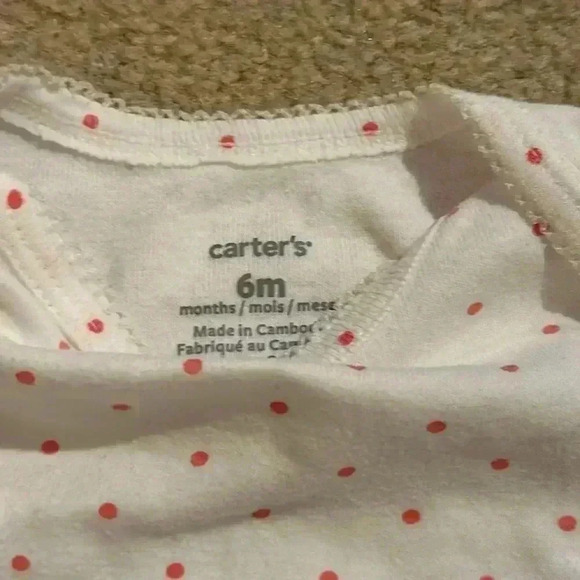 carter's
6m
months / mois / mese
Made in Cambo
Fabriqué au Cam